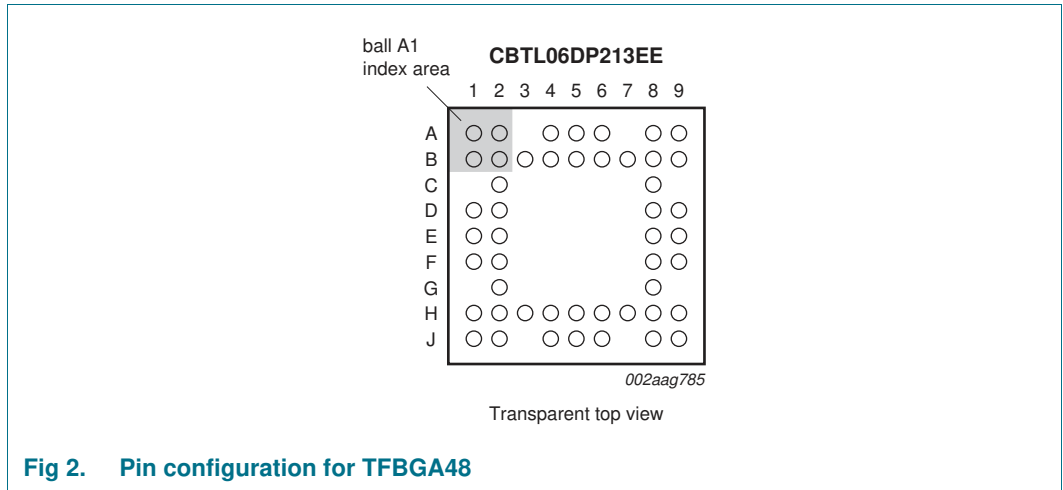 ball A1
index area
CBTL06DP213EE
1 2 3 4 5 6 7 8 9
A
B
C
D
E
F
G
H
J
002aag785
Transparent top view
Fig 2. Pin configuration for TFBGA48